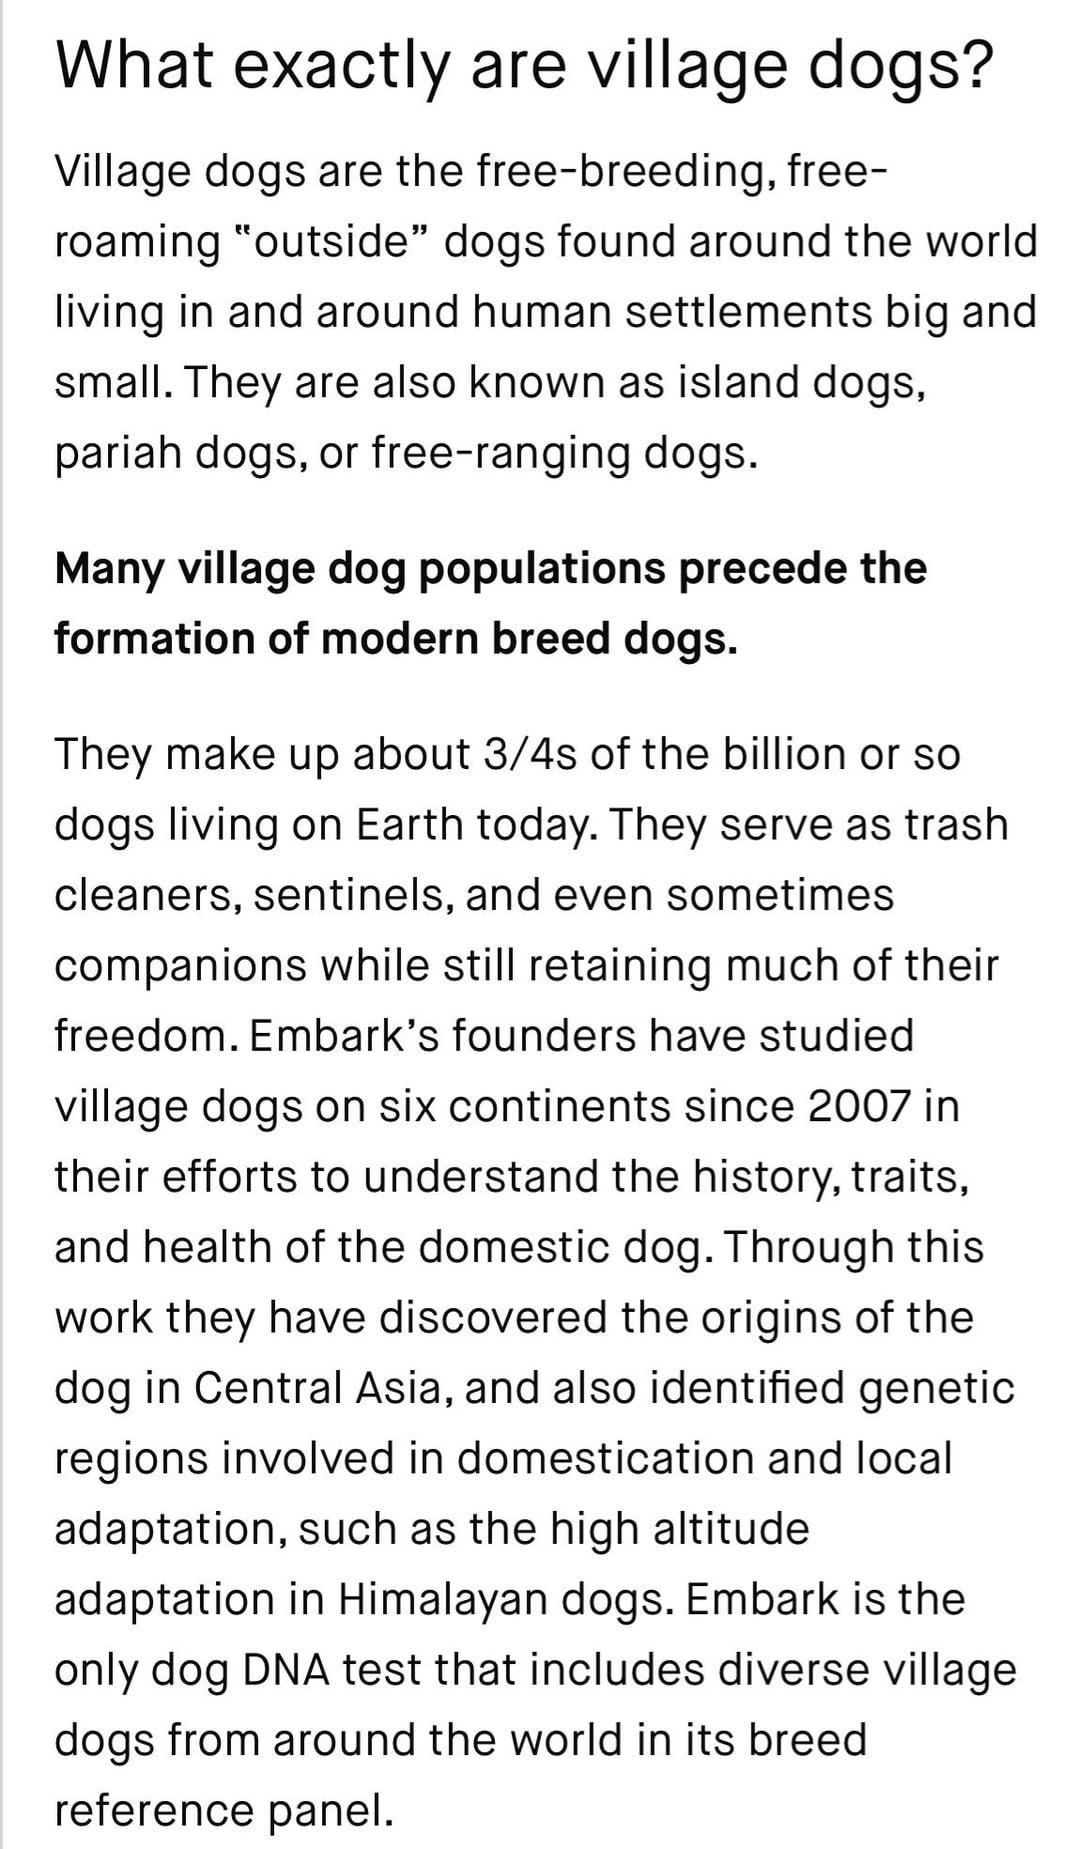 What exactly are village dogs?
Village dogs are the free-breeding, free-
roaming “outside” dogs found around the world
living in and around human settlements big and
small. They are also known as island dogs,
pariah dogs, or free-ranging dogs.
Many village dog populations precede the
formation of modern breed dogs.
They make up about 3/4s of the billion or so
dogs living on Earth today. They serve as trash
cleaners, sentinels, and even sometimes
companions while still retaining much of their
freedom. Embark’s founders have studied
village dogs on six continents since 2007 in
their efforts to understand the history, traits,
and health of the domestic dog. Through this
work they have discovered the origins of the
dog in Central Asia, and also identified genetic
regions involved in domestication and local
adaptation, such as the high altitude
adaptation in Himalayan dogs. Embark is the
only dog DNA test that includes diverse village
dogs from around the world in its breed
reference panel.